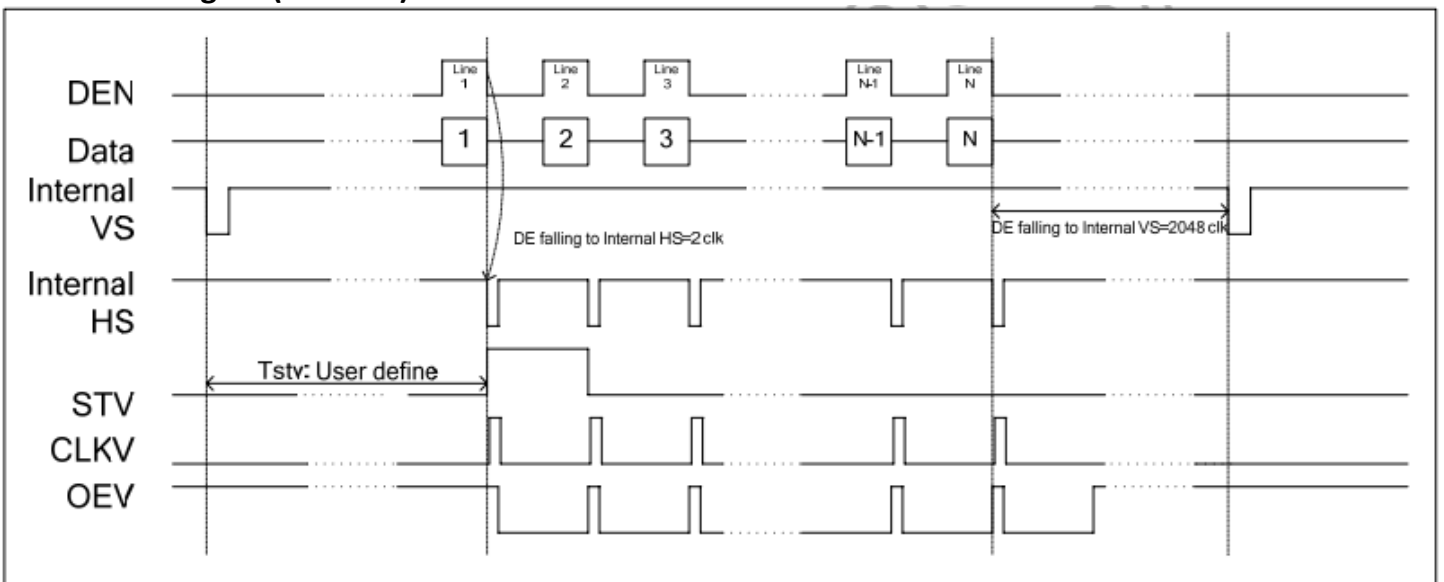 DEN
Line 1
Line 2
Line 3
Line N-1
Line N
Data
1
2
3
N-1
N
Internal VS
DE falling to Internal HS=2 clk
DE falling to Internal VS=2048 clk
Internal HS
Tstv: User define
STV
CLKV
OEV